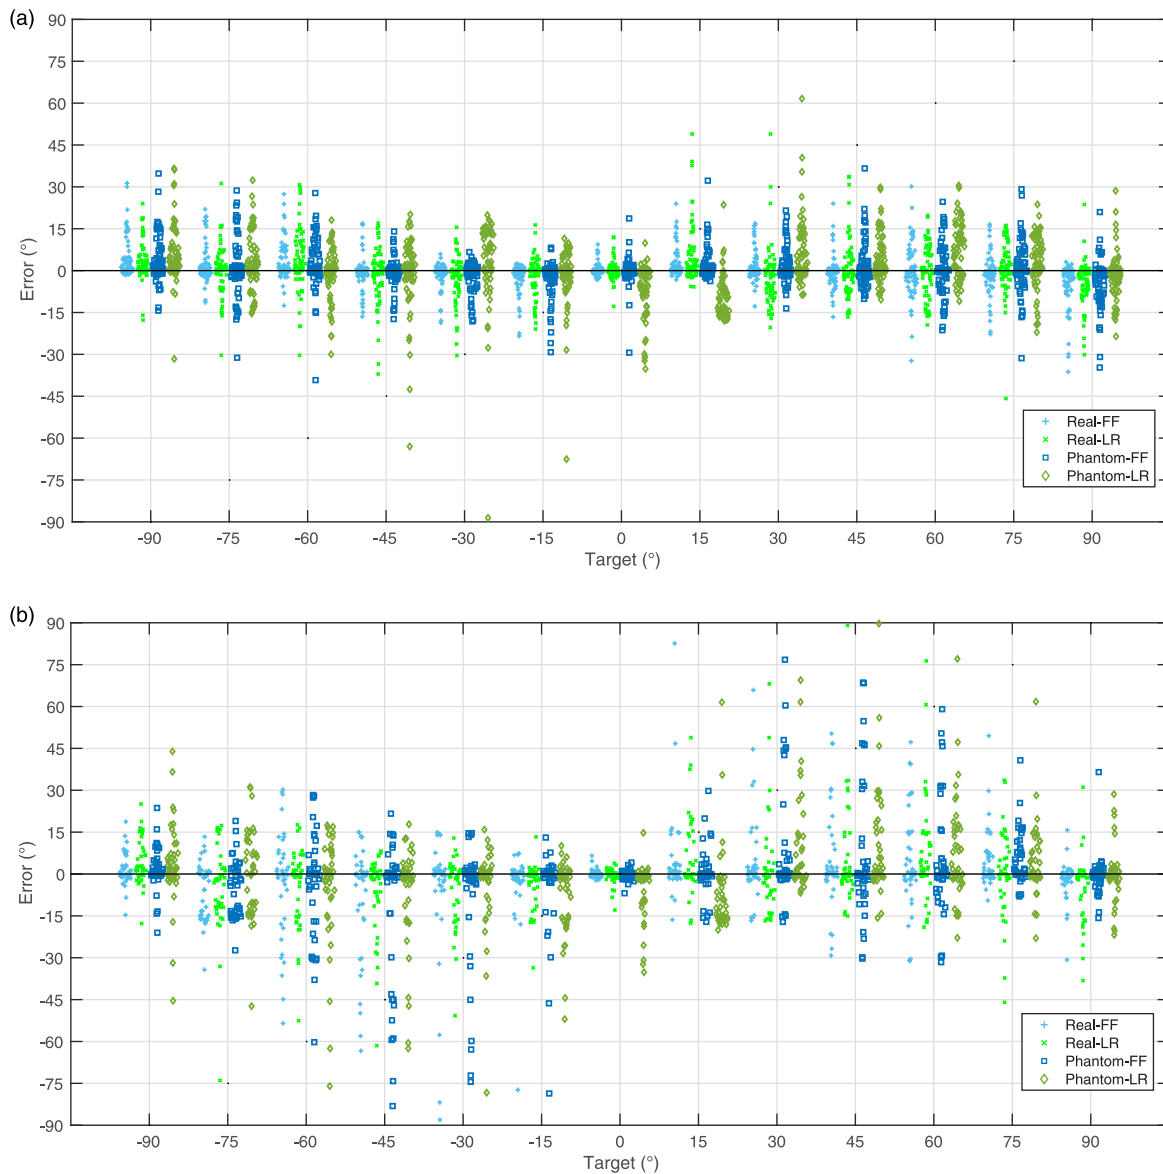 (a)
90
75
60
45
30
15
0
-15
-30
-45
-60
-75
-90
Error (°)
-90 -75 -60 -45 -30 -15 0 15 30 45 60 75 90
Target (°)
Real-FF
Real-LR
Phantom-FF
Phantom-LR
(b)
90
75
60
45
30
15
0
-15
-30
-45
-60
-75
-90
Error (°)
-90 -75 -60 -45 -30 -15 0 15 30 45 60 75 90
Target (°)
Real-FF
Real-LR
Phantom-FF
Phantom-LR